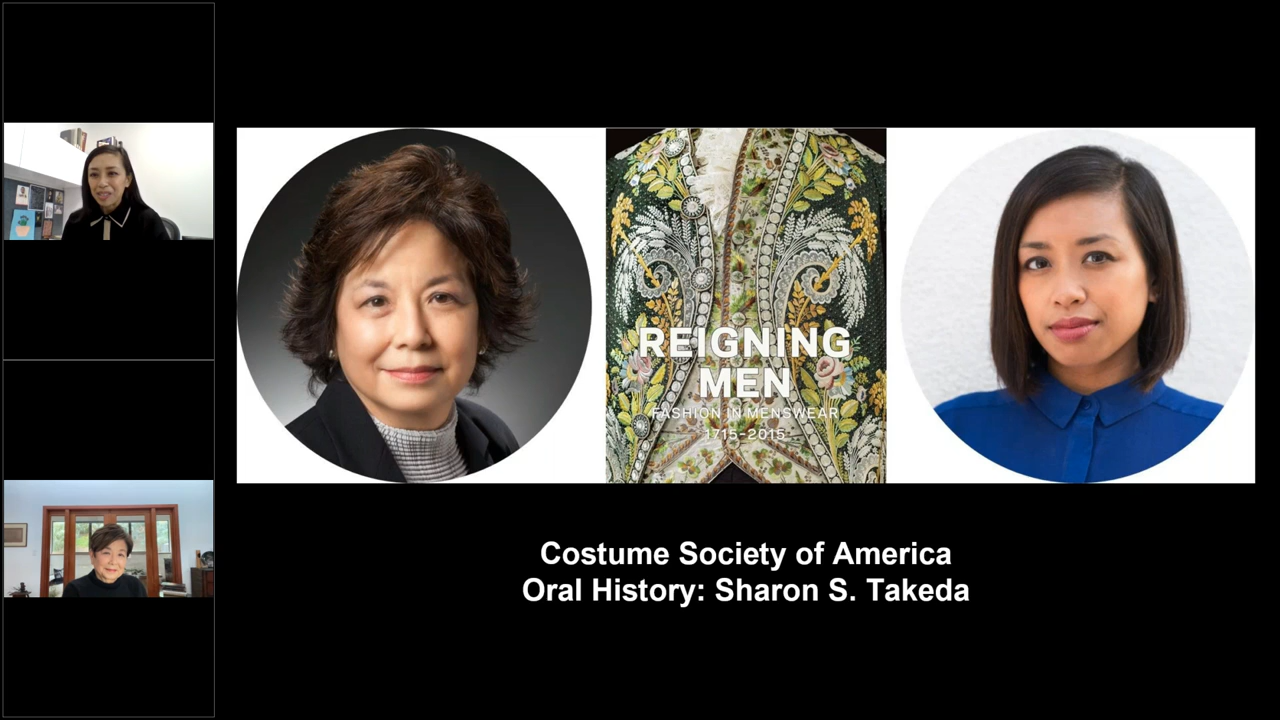 REIGNING
MEN
FASHION IN MENSWEAR
1715–2015
Costume Society of America
Oral History: Sharon S. Takeda